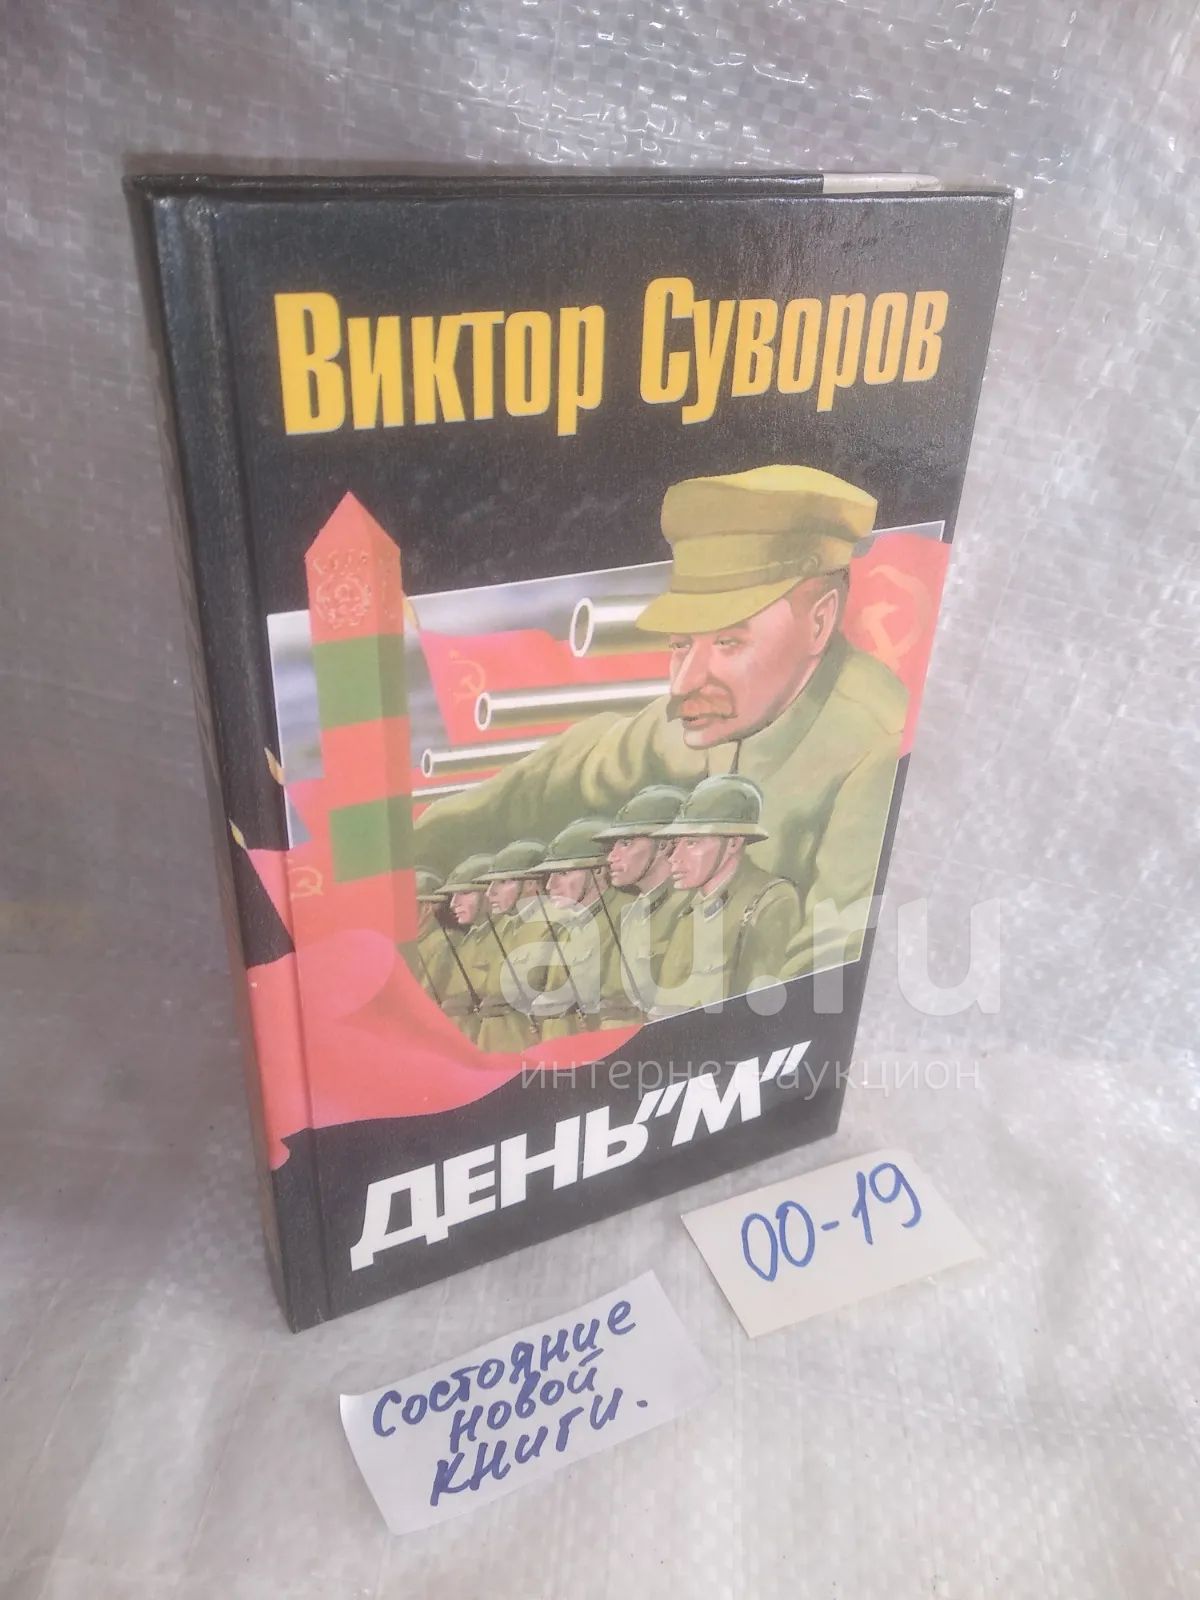 Виктор Суворов
ДЕНЬ "М"
au.ru
интернет-аукцион
00-19
Состояние
новой
книги.